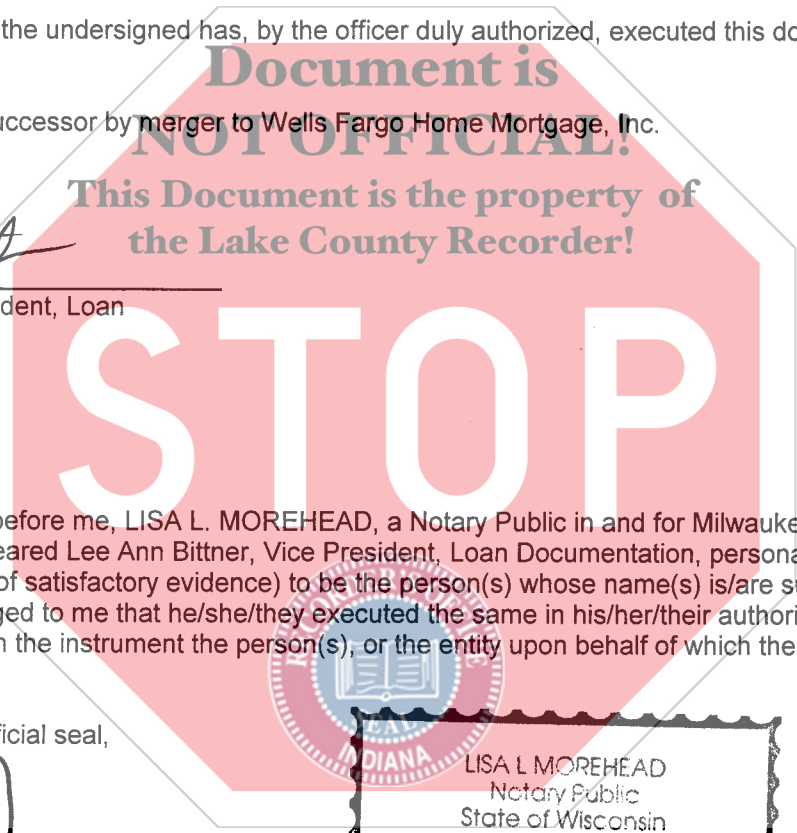 the undersigned has, by the officer duly authorized, executed this do
Document is
uccessor by merger to Wells Fargo Home Mortgage, Inc.
NOT OFFICIAL!
This Document is the property of
the Lake County Recorder!
dent, Loan
STOP
before me, LISA L. MOREHEAD, a Notary Public in and for Milwauke
eared Lee Ann Bittner, Vice President, Loan Documentation, persona
of satisfactory evidence) to be the person(s) whose name(s) is/are su
ged to me that he/she/they executed the same in his/her/their authori
n the instrument the person(s), or the entity upon behalf of which the
SEAL
INDIANA
ficial seal,
LISA L MOREHEAD
Notary Public
State of Wisconsin